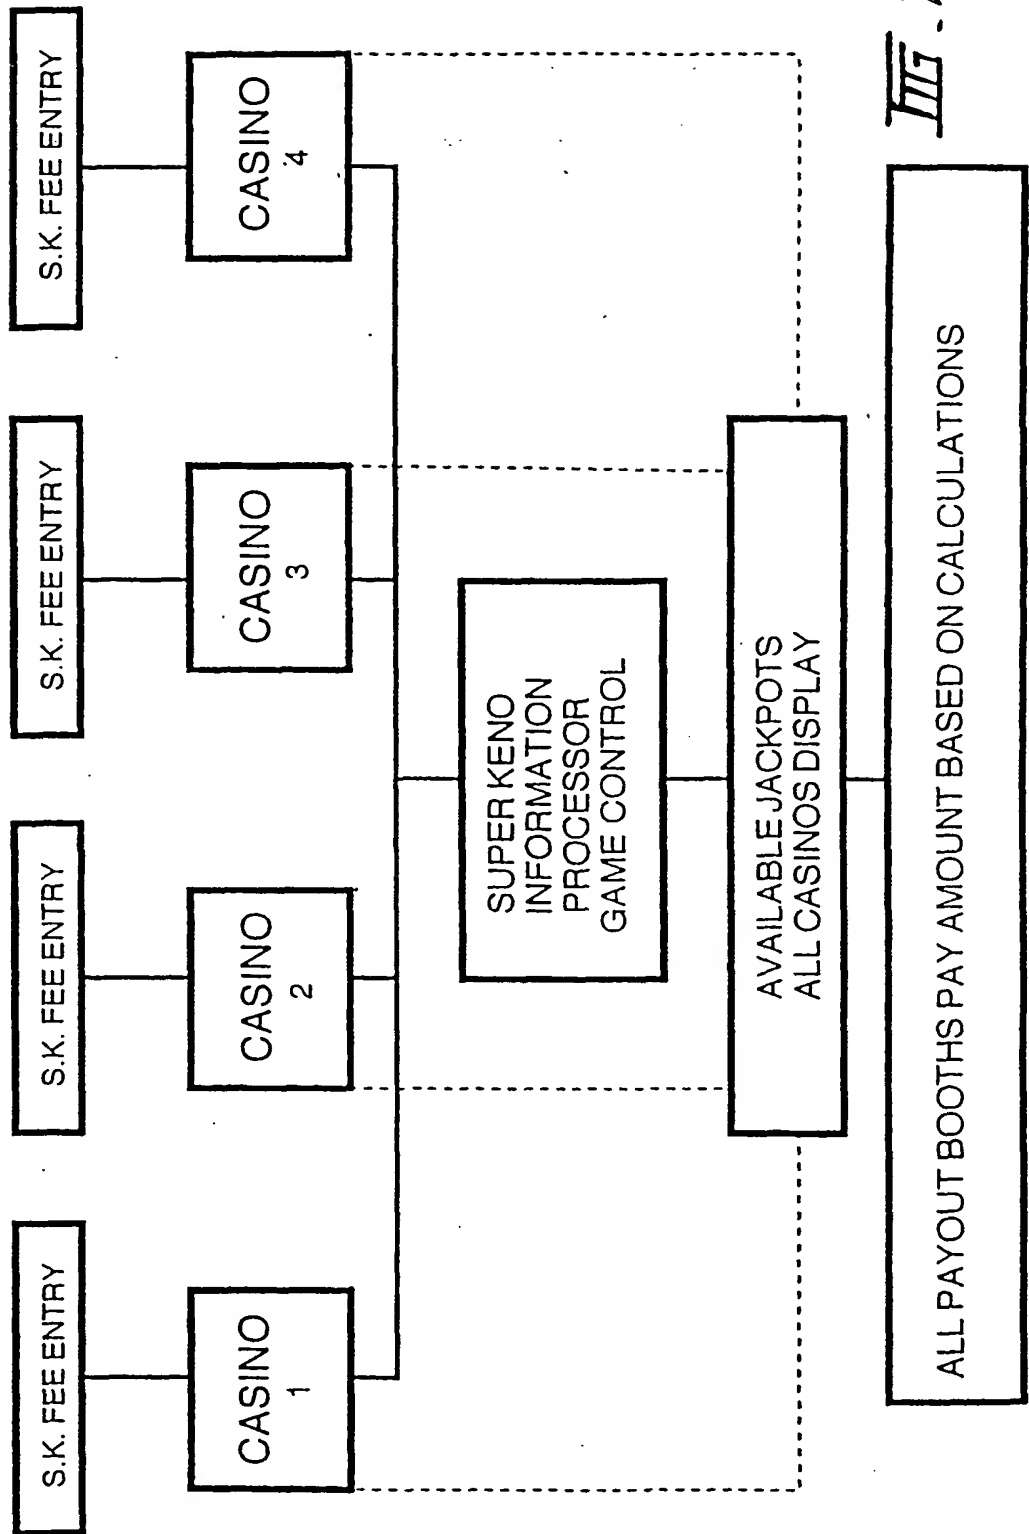 S.K. FEE ENTRY
S.K. FEE ENTRY
S.K. FEE ENTRY
S.K. FEE ENTRY
CASINO
1
CASINO
2
CASINO
3
CASINO
4
SUPER KENO
INFORMATION
PROCESSOR
GAME CONTROL
AVAILABLE JACKPOTS
ALL CASINOS DISPLAY
ALL PAYOUT BOOTHS PAY AMOUNT BASED ON CALCULATIONS